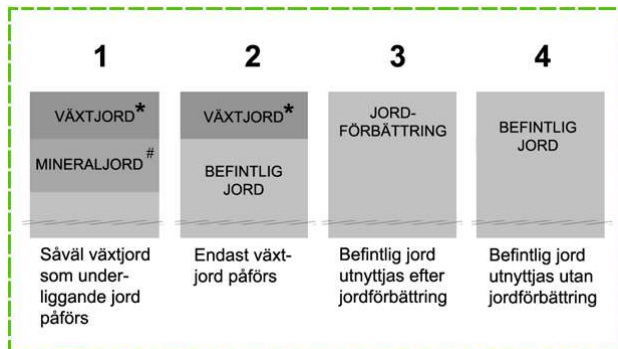 1
VÄXTJORD*
MINERALJORD#
Såväl växtjord
som under-
liggande jord
påförs
2
VÄXTJORD*
BEFINTLIG
JORD
Endast växt-
jord påförs
3
JORD-
FÖRBÄTTRING
Befintlig jord
utnyttjas efter
jordförbättring
4
BEFINTLIG
JORD
Befintlig jord
utnyttjas utan
jordförbättring